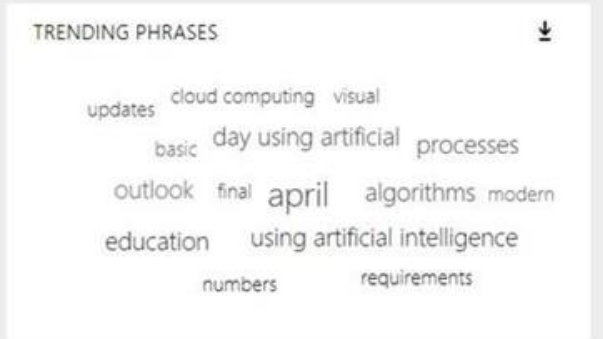 TRENDING PHRASES
cloud computing visual
updates
day using artificial processes
basic
outlook final april algorithms modern
education using artificial intelligence
numbers requirements